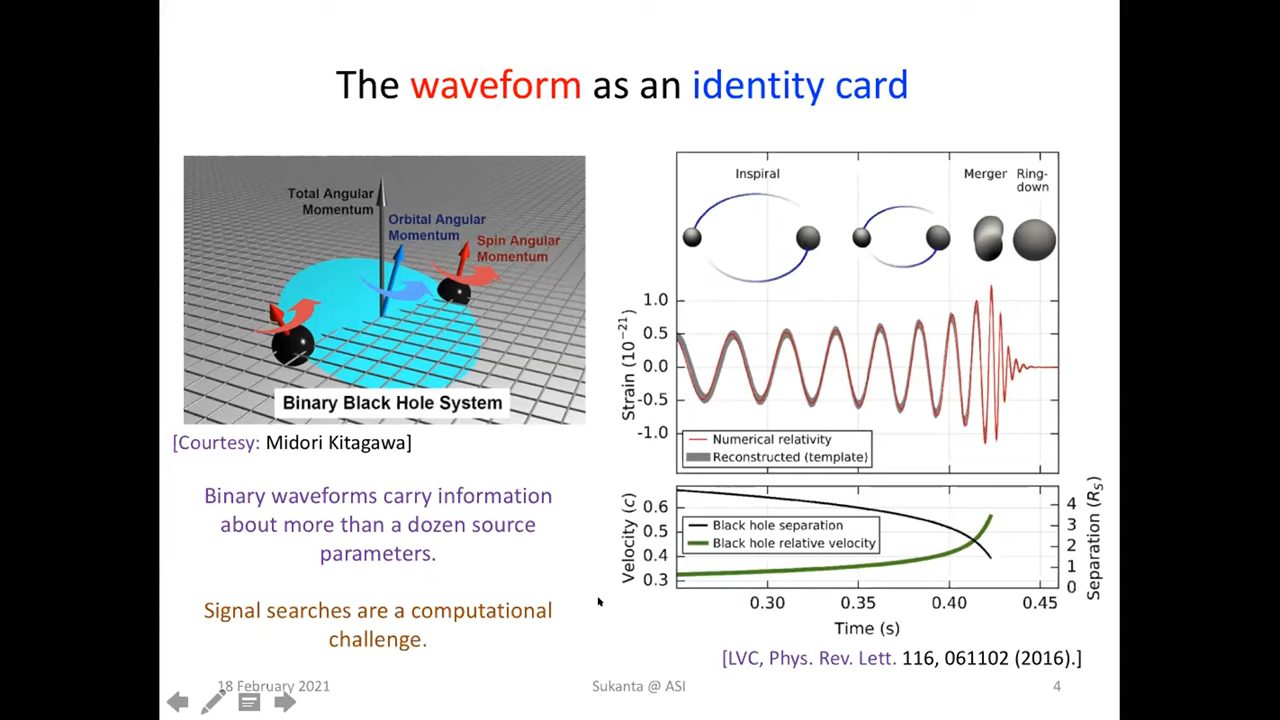 The waveform as an identity card
Total Angular
Momentum
Orbital Angular
Momentum
Spin Angular
Momentum
Binary Black Hole System
[Courtesy: Midori Kitagawa]
Binary waveforms carry information
about more than a dozen source
parameters.
Signal searches are a computational
challenge.
Inspiral
Merger
Ring-
down
Strain (10⁻²¹)
1.0
0.5
0.0
-0.5
-1.0
Numerical relativity
Reconstructed (template)
Velocity (c)
0.6
0.5
0.4
0.3
Black hole separation
Black hole relative velocity
4
3
2
1
0
Separation (R_S)
0.30 0.35 0.40 0.45
Time (s)
[LVC, Phys. Rev. Lett. 116, 061102 (2016).]
18 February 2021
Sukanta @ ASI
4